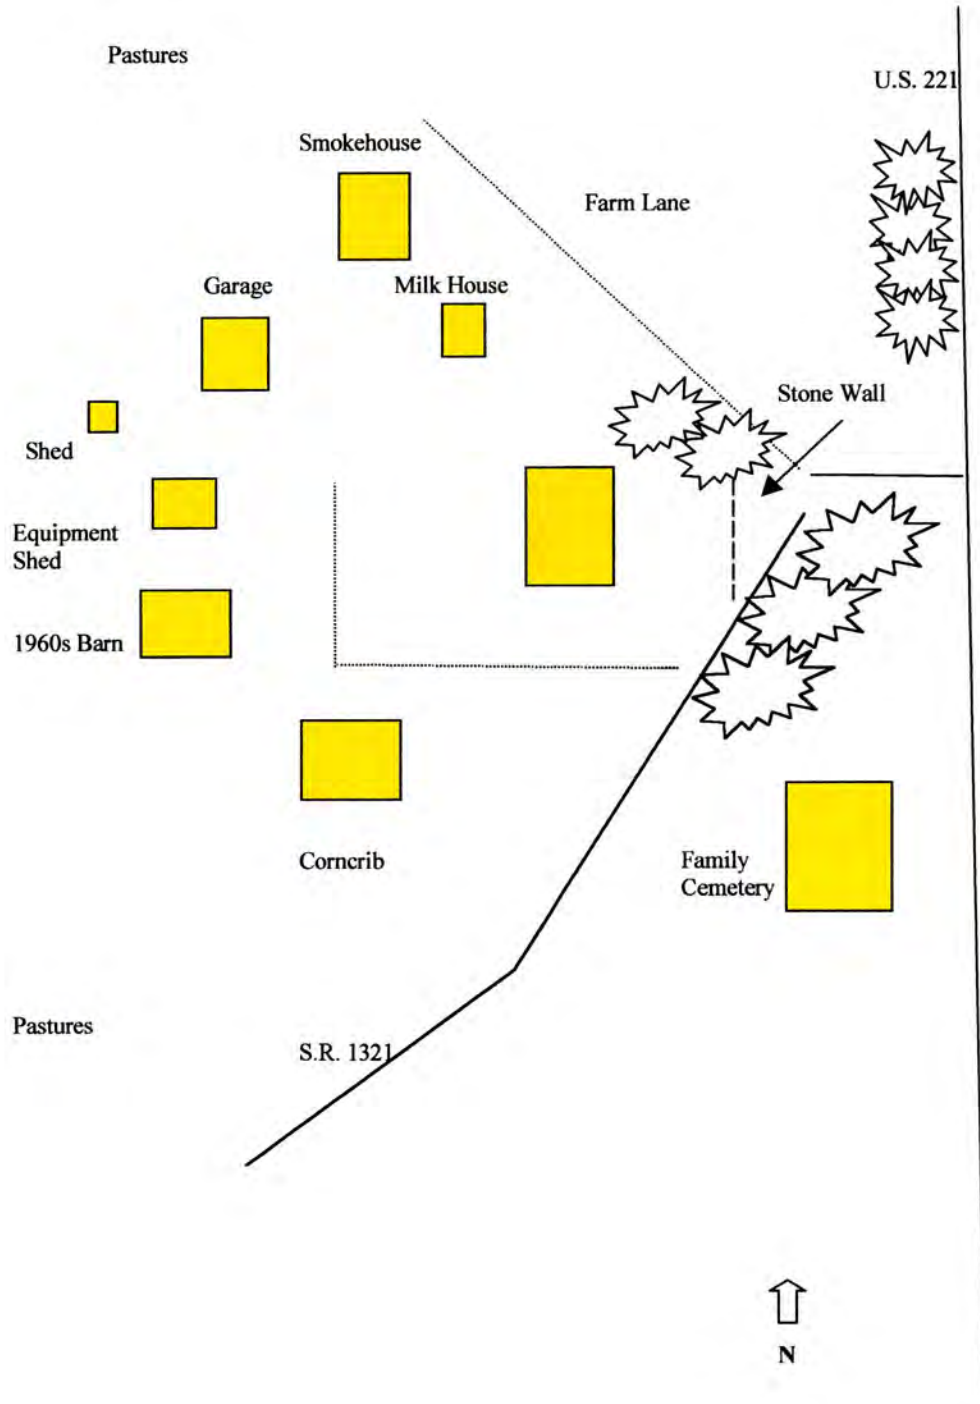 Pastures
U.S. 221
Smokehouse
Farm Lane
Garage
Milk House
Stone Wall
Shed
Equipment
Shed
1960s Barn
Corncrib
Family
Cemetery
Pastures
S.R. 1321
N